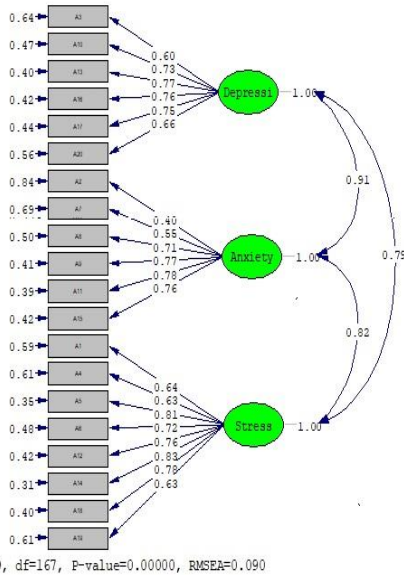 0.64 A3
0.60
0.47 A10
0.73
0.40 A13
0.77
Depressi 1.00
0.42 A16
0.76
0.44 A17
0.75
0.56 A20
0.66
0.91
0.84 A2
0.40
0.69 A7
0.55
0.50 A8
0.71
Anxiety 1.00
0.79
0.41 A9
0.77
0.39 A11
0.78
0.42 A15
0.76
0.82
0.59 A1
0.64
0.61 A4
0.63
0.35 A5
0.81
Stress 1.00
0.48 A6
0.72
0.42 A12
0.76
0.31 A14
0.83
0.40 A18
0.78
0.61
0.63
, df=167, P-value=0.00000, RMSEA=0.090